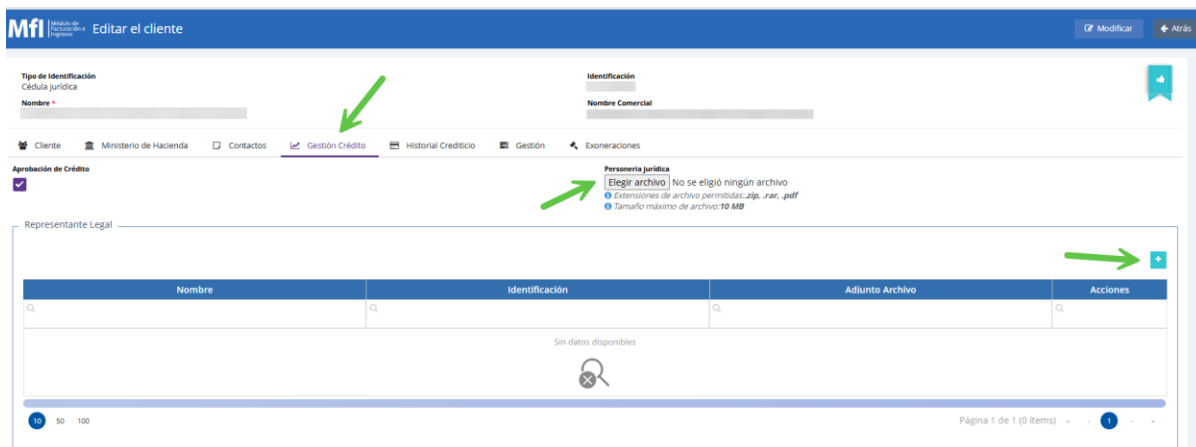 MfI Módulo de Facturación e Ingresos Editar el cliente Modificar Atrás
Tipo de Identificación Identificación
Cédula jurídica
Nombre * Nombre Comercial
Cliente Ministerio de Hacienda Contactos Gestión Crédito Historial Crediticio Gestión Exoneraciones
Aprobación de Crédito Personería Jurídica
Elegir archivo No se eligió ningún archivo
Extensiones de archivo permitidas:.zip, .rar, .pdf
Tamaño máximo de archivo:10 MB
Representante Legal
+
Nombre Identificación Adjunto Archivo Acciones
Sin datos disponibles
10 50 100 Página 1 de 1 (0 ítems) « ‹ 1 › »